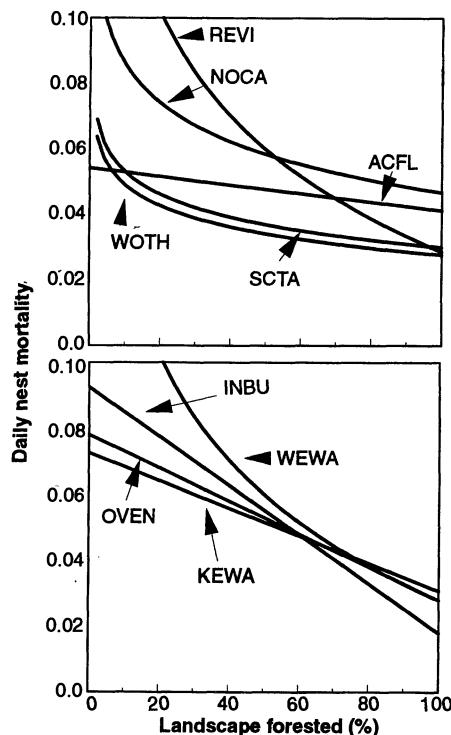 0.10
REVI
NOCA
0.08
0.06
ACFL
0.04
WOTH
SCTA
0.02
0.0
Daily nest mortality
0.10
INBU
0.08
WEWA
0.06
OVEN
0.04
KEWA
0.02
0.0
0 20 40 60 80 100
Landscape forested (%)